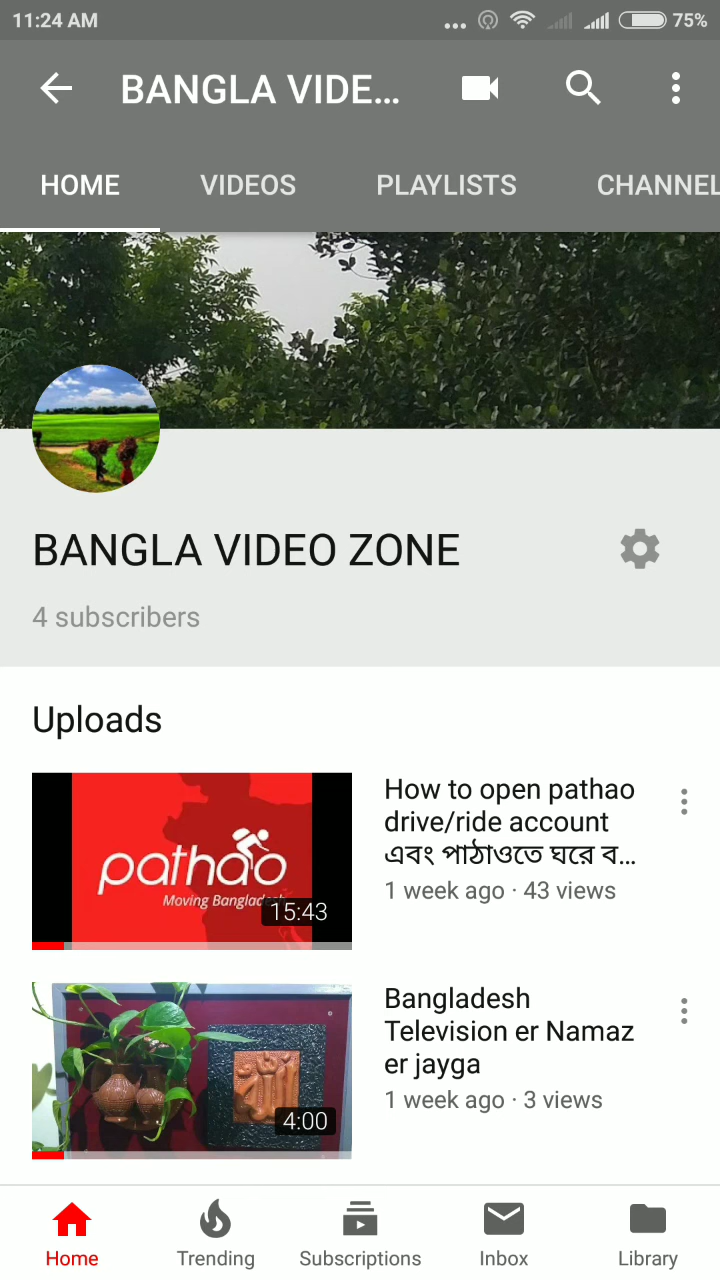 11:24 AM
75%
BANGLA VIDE...
HOME VIDEOS PLAYLISTS CHANNEL
BANGLA VIDEO ZONE
4 subscribers
Uploads
pathao
Moving Bangladesh
15:43
How to open pathao
drive/ride account
এবং পাঠাওতে ঘরে ব...
1 week ago · 43 views
4:00
Bangladesh
Television er Namaz
er jayga
1 week ago · 3 views
Home Trending Subscriptions Inbox Library